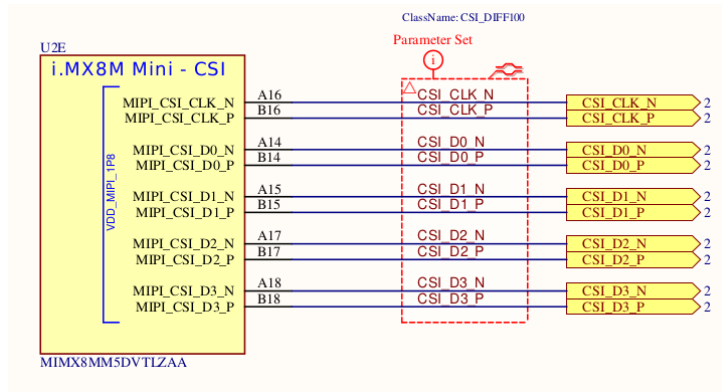 ClassName: CSI_DIFF100
Parameter Set
i
U2E
i.MX8M Mini - CSI
VDD_MIPI_1P8
MIPI_CSI_CLK_N A16 CSI_CLK_N CSI_CLK_N 2
MIPI_CSI_CLK_P B16 CSI_CLK_P CSI_CLK_P 2
MIPI_CSI_D0_N A14 CSI_D0_N CSI_D0_N 2
MIPI_CSI_D0_P B14 CSI_D0_P CSI_D0_P 2
MIPI_CSI_D1_N A15 CSI_D1_N CSI_D1_N 2
MIPI_CSI_D1_P B15 CSI_D1_P CSI_D1_P 2
MIPI_CSI_D2_N A17 CSI_D2_N CSI_D2_N 2
MIPI_CSI_D2_P B17 CSI_D2_P CSI_D2_P 2
MIPI_CSI_D3_N A18 CSI_D3_N CSI_D3_N 2
MIPI_CSI_D3_P B18 CSI_D3_P CSI_D3_P 2
MIMX8MM5DVTLZAA